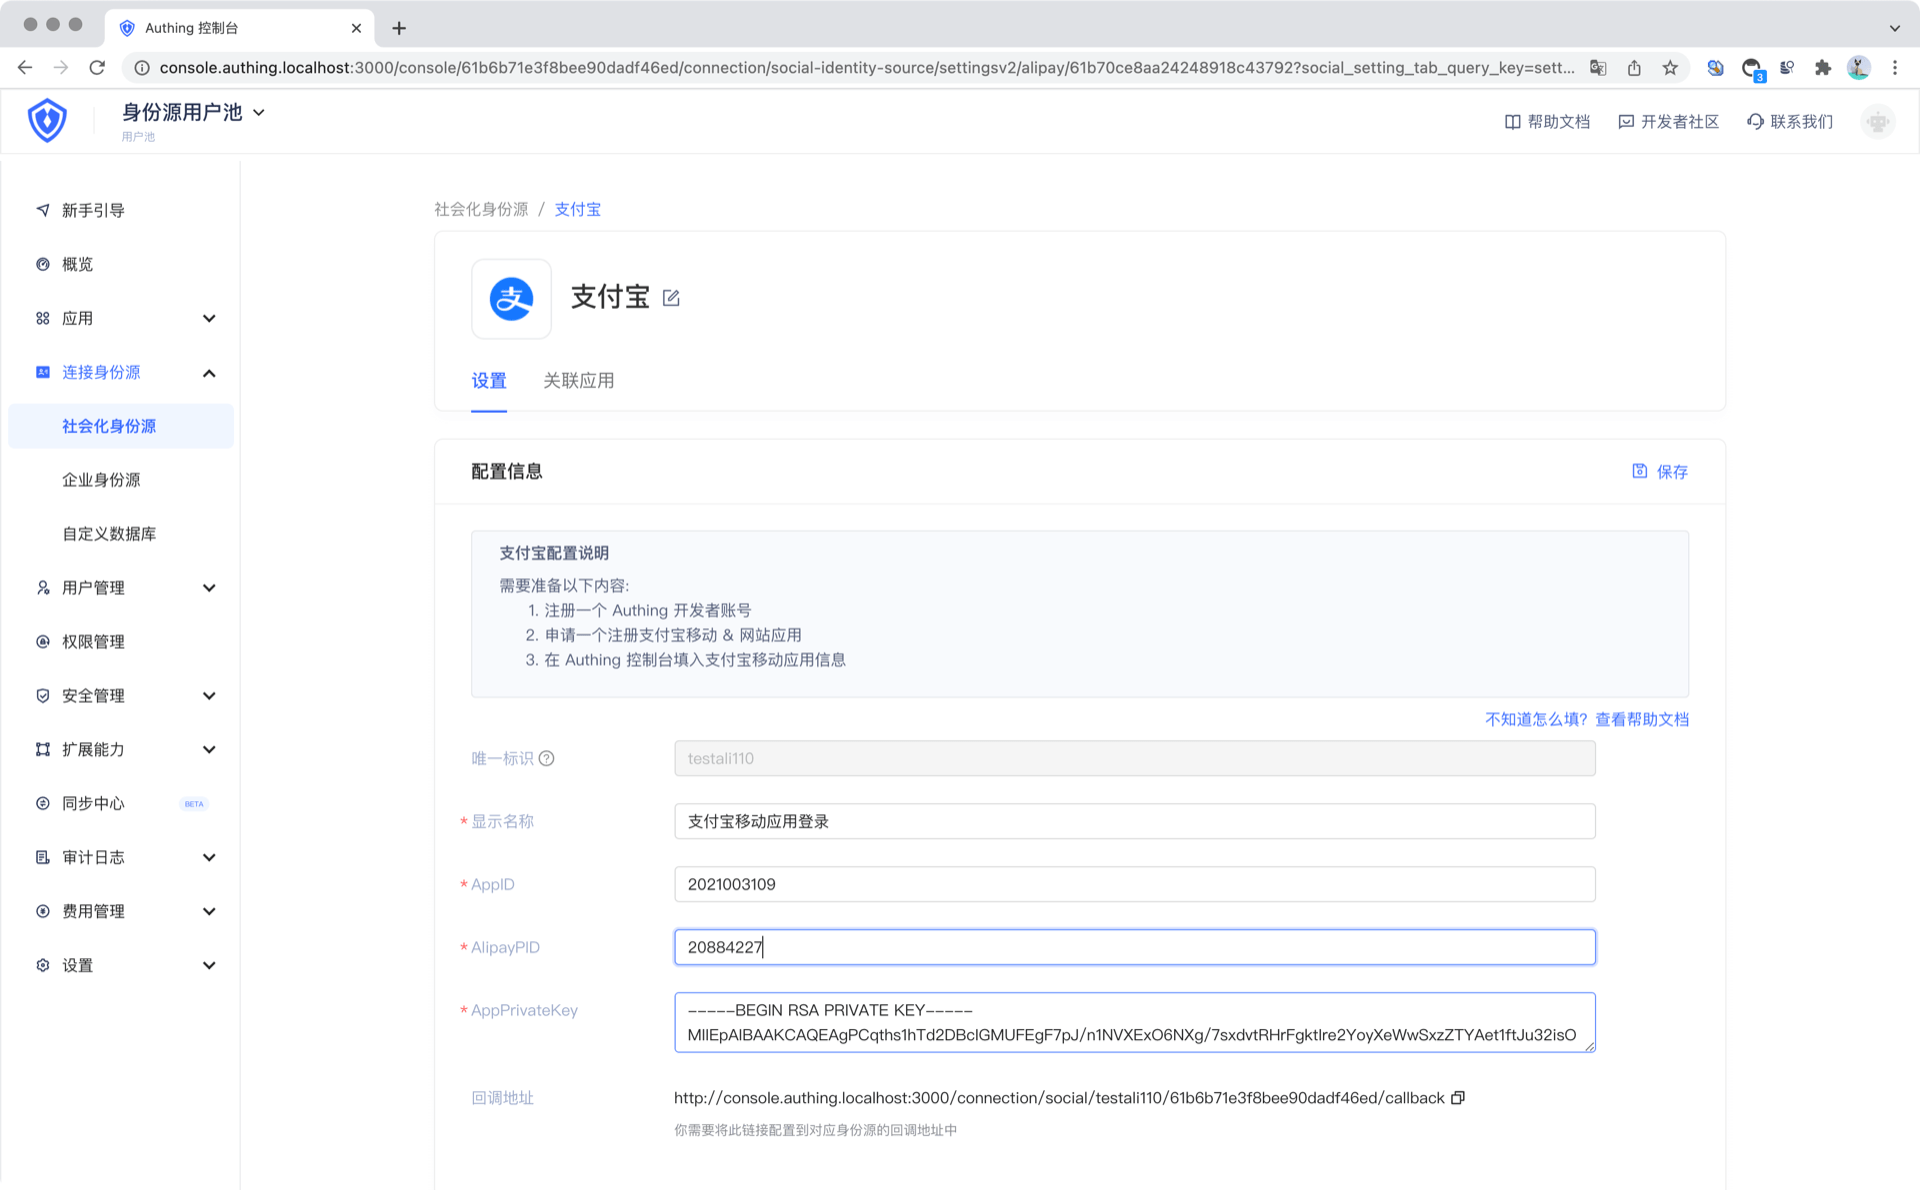 Authing 控制台
console.authing.localhost:3000/console/61b6b71e3f8bee90dadf46ed/connection/social-identity-source/settingsv2/alipay/61b70ce8aa24248918c43792?social_setting_tab_query_key=sett...
3
身份源用户池
用户池
帮助文档
开发者社区
联系我们
新手引导
概览
应用
连接身份源
社会化身份源
企业身份源
自定义数据库
用户管理
权限管理
安全管理
扩展能力
同步中心 BETA
审计日志
费用管理
设置
社会化身份源 / 支付宝
支付宝
设置 关联应用
配置信息
保存
支付宝配置说明
需要准备以下内容:
1. 注册一个 Authing 开发者账号
2. 申请一个注册支付宝移动 & 网站应用
3. 在 Authing 控制台填入支付宝移动应用信息
不知道怎么填？查看帮助文档
唯一标识 testali110
* 显示名称 支付宝移动应用登录
* AppID 2021003109
* AlipayPID 20884227
* AppPrivateKey -----BEGIN RSA PRIVATE KEY-----
MIIEpAIBAAKCAQEAgPCqths1hTd2DBclGMUFEgF7pJ/n1NVXExO6NXg/7sxdvtRHrFgktIre2YoyXeWwSxzZTYAet1ftJu32isO
回调地址 http://console.authing.localhost:3000/connection/social/testali110/61b6b71e3f8bee90dadf46ed/callback
你需要将此链接配置到对应身份源的回调地址中